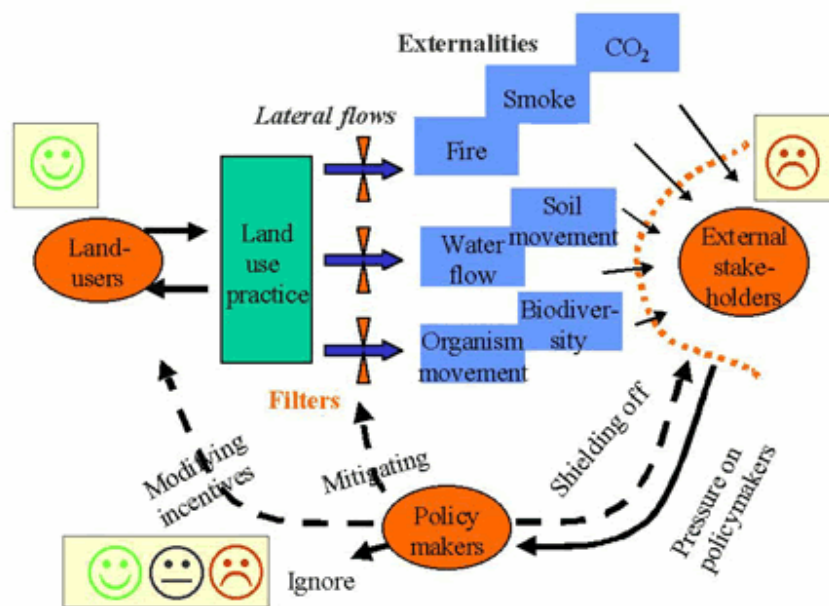 Externalities
CO₂
Smoke
Lateral flows
Fire
Land-
users
Land
use
practice
Soil
movement
Water
flow
External
stake-
holders
Biodiver-
sity
Organism
movement
Filters
Modifying
incentives
Mitigating
Shielding off
Pressure on
policymakers
Policy
makers
Ignore